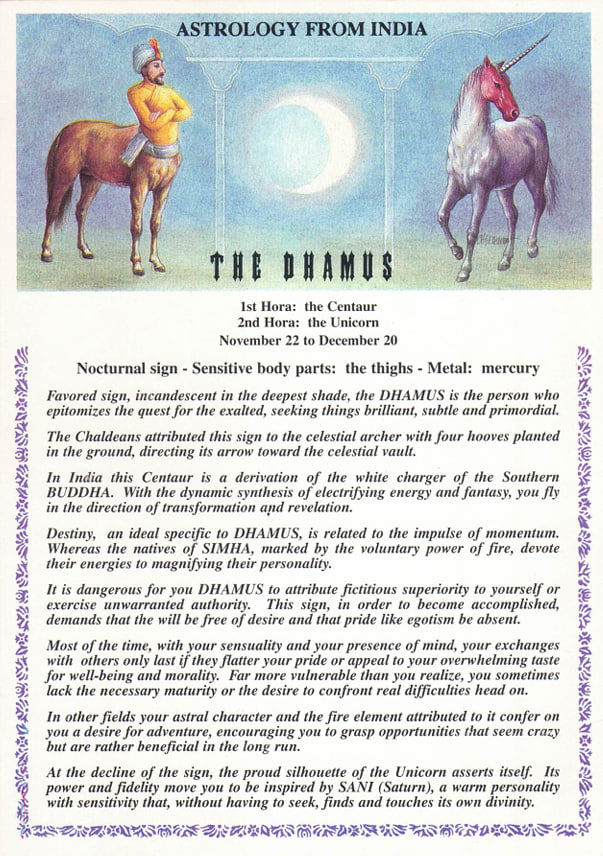 ASTROLOGY FROM INDIA
THE DHAMUS
1st Hora: the Centaur
2nd Hora: the Unicorn
November 22 to December 20
Nocturnal sign - Sensitive body parts: the thighs - Metal: mercury
Favored sign, incandescent in the deepest shade, the DHAMUS is the person who
epitomizes the quest for the exalted, seeking things brilliant, subtle and primordial.
The Chaldeans attributed this sign to the celestial archer with four hooves planted
in the ground, directing its arrow toward the celestial vault.
In India this Centaur is a derivation of the white charger of the Southern
BUDDHA. With the dynamic synthesis of electrifying energy and fantasy, you fly
in the direction of transformation and revelation.
Destiny, an ideal specific to DHAMUS, is related to the impulse of momentum.
Whereas the natives of SIMHA, marked by the voluntary power of fire, devote
their energies to magnifying their personality.
It is dangerous for you DHAMUS to attribute fictitious superiority to yourself or
exercise unwarranted authority. This sign, in order to become accomplished,
demands that the will be free of desire and that pride like egotism be absent.
Most of the time, with your sensuality and your presence of mind, your exchanges
with others only last if they flatter your pride or appeal to your overwhelming taste
for well-being and morality. Far more vulnerable than you realize, you sometimes
lack the necessary maturity or the desire to confront real difficulties head on.
In other fields your astral character and the fire element attributed to it confer on
you a desire for adventure, encouraging you to grasp opportunities that seem crazy
but are rather beneficial in the long run.
At the decline of the sign, the proud silhouette of the Unicorn asserts itself. Its
power and fidelity move you to be inspired by SANI (Saturn), a warm personality
with sensitivity that, without having to seek, finds and touches its own divinity.